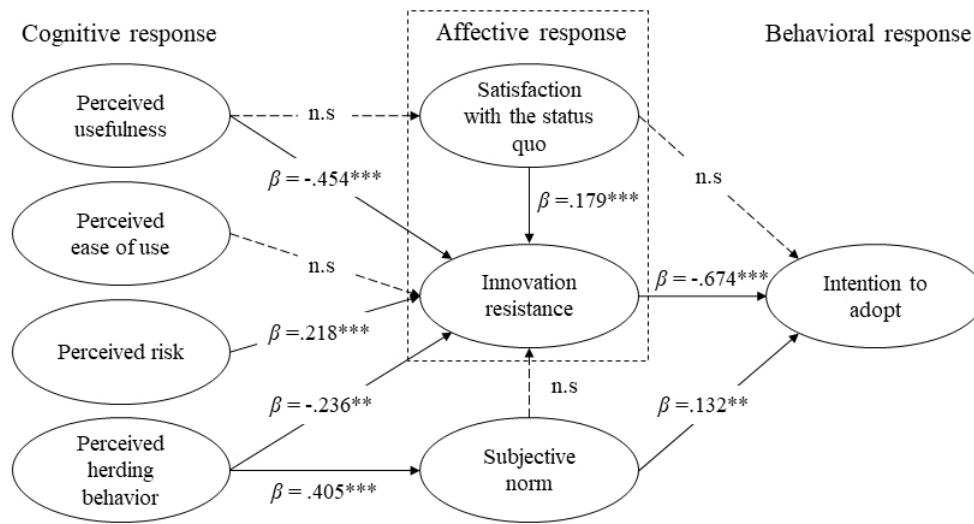 Cognitive response
Affective response
Behavioral response
Perceived
usefulness
n.s
Satisfaction
with the status
quo
β = -.454***
n.s
β =.179***
Perceived
ease of use
n.s
Innovation
resistance
β = -.674***
Intention to
adopt
Perceived risk
β =.218***
β = -.236**
n.s
β =.132**
Perceived
herding
behavior
β = .405***
Subjective
norm